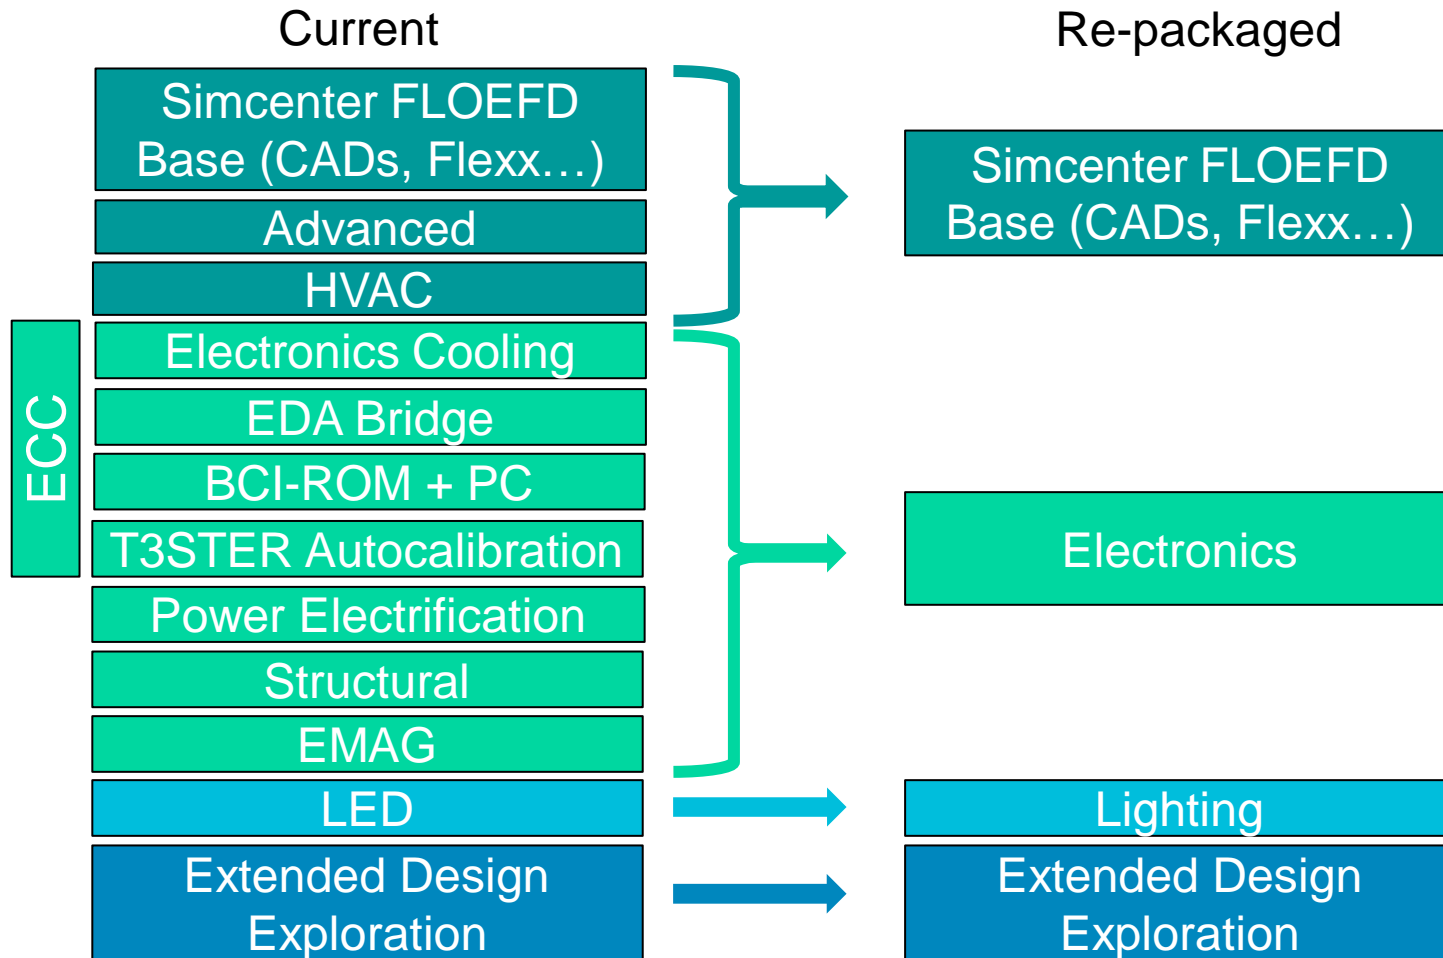 Current
Re-packaged
Simcenter FLOEFD
Base (CADs, Flexx…)
Advanced
HVAC
ECC
Electronics Cooling
EDA Bridge
BCI-ROM + PC
T3STER Autocalibration
Power Electrification
Structural
EMAG
LED
Extended Design
Exploration
Simcenter FLOEFD
Base (CADs, Flexx…)
Electronics
Lighting
Extended Design
Exploration